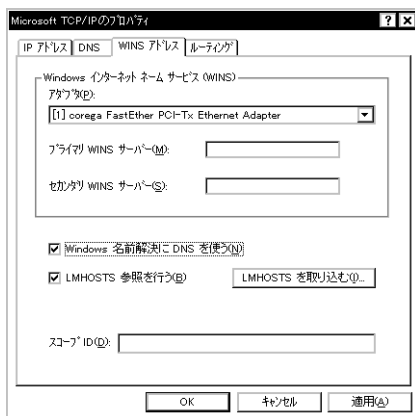 Microsoft TCP/IPのﾌﾟﾛﾊﾟﾃｨ
IP ｱﾄﾞﾚｽ DNS WINS ｱﾄﾞﾚｽ ﾙｰﾃｨﾝｸﾞ
Windows ｲﾝﾀｰﾈｯﾄ ﾈｰﾑ ｻｰﾋﾞｽ (WINS)
ｱﾀﾞﾌﾟﾀ(P):
[1] corega FastEther PCI-Tx Ethernet Adapter
ﾌﾟﾗｲﾏﾘ WINS ｻｰﾊﾞｰ(M):
ｾｶﾝﾀﾞﾘ WINS ｻｰﾊﾞｰ(S):
Windows 名前解決に DNS を使う(N)
LMHOSTS 参照を行う(B)
LMHOSTS を取り込む(I)...
ｽｺｰﾌﾟ ID(D):
OK ｷｬﾝｾﾙ 適用(A)